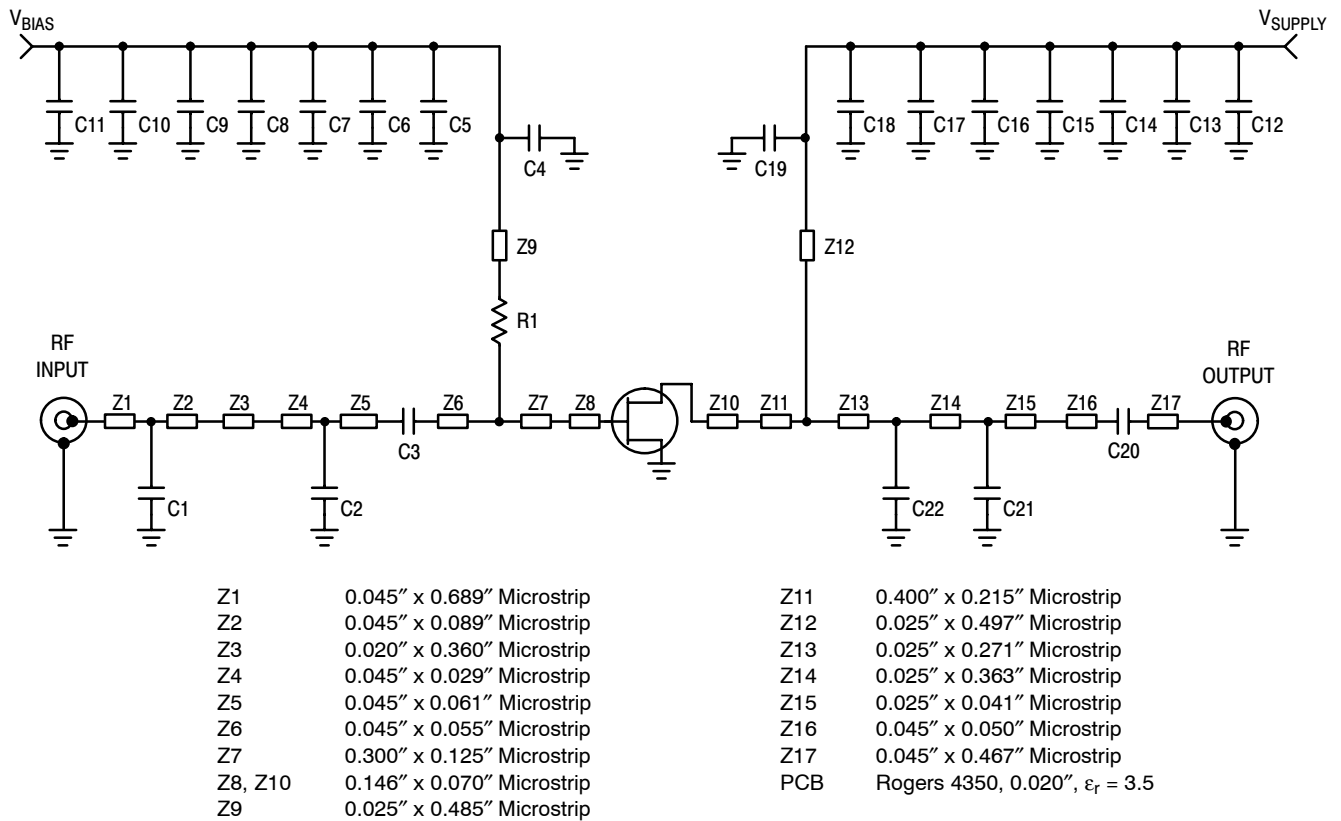 V_BIAS
V_SUPPLY
C11 C10 C9 C8 C7 C6 C5
C18 C17 C16 C15 C14 C13 C12
C4
C19
Z9
Z12
R1
RF
INPUT
RF
OUTPUT
Z1 Z2 Z3 Z4 Z5 Z6 Z7 Z8 Z10 Z11 Z13 Z14 Z15 Z16 Z17
C3
C20
C1
C2
C22
C21
Z1 0.045″ x 0.689″ Microstrip
Z2 0.045″ x 0.089″ Microstrip
Z3 0.020″ x 0.360″ Microstrip
Z4 0.045″ x 0.029″ Microstrip
Z5 0.045″ x 0.061″ Microstrip
Z6 0.045″ x 0.055″ Microstrip
Z7 0.300″ x 0.125″ Microstrip
Z8, Z10 0.146″ x 0.070″ Microstrip
Z9 0.025″ x 0.485″ Microstrip
Z11 0.400″ x 0.215″ Microstrip
Z12 0.025″ x 0.497″ Microstrip
Z13 0.025″ x 0.271″ Microstrip
Z14 0.025″ x 0.363″ Microstrip
Z15 0.025″ x 0.041″ Microstrip
Z16 0.045″ x 0.050″ Microstrip
Z17 0.045″ x 0.467″ Microstrip
PCB Rogers 4350, 0.020″, εr = 3.5